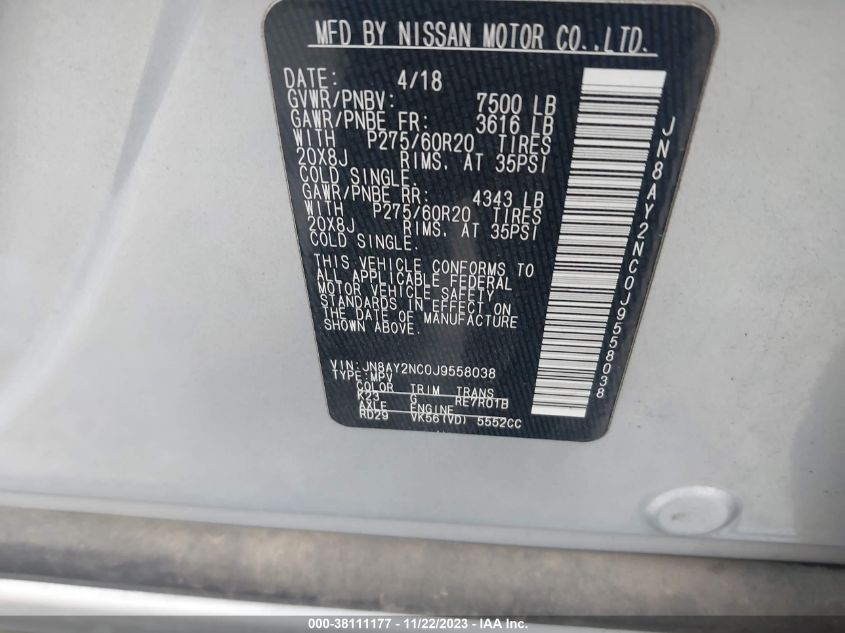 MFD BY NISSAN MOTOR CO.,LTD.
DATE: 4/18
GVWR/PNBV: 7500 LB
GAWR/PNBE FR: 3616 LB
WITH P275/60R20 TIRES
20X8J RIMS. AT 35PSI
COLD SINGLE.
GAWR/PNBE RR: 4343 LB
WITH P275/60R20 TIRES
20X8J RIMS. AT 35PSI
COLD SINGLE.
THIS VEHICLE CONFORMS TO
ALL APPLICABLE FEDERAL
MOTOR VEHICLE SAFETY
STANDARDS IN EFFECT ON
THE DATE OF MANUFACTURE
SHOWN ABOVE.
VIN: JN8AY2NC0J9558038
TYPE: MPV
COLOR TRIM TRANS
K23 G RE7R01B
AXLE ENGINE
RD29 VK56(VD) 5552CC
JN8AY2NC0J9558038
000-38111177 - 11/22/2023 - IAA Inc.